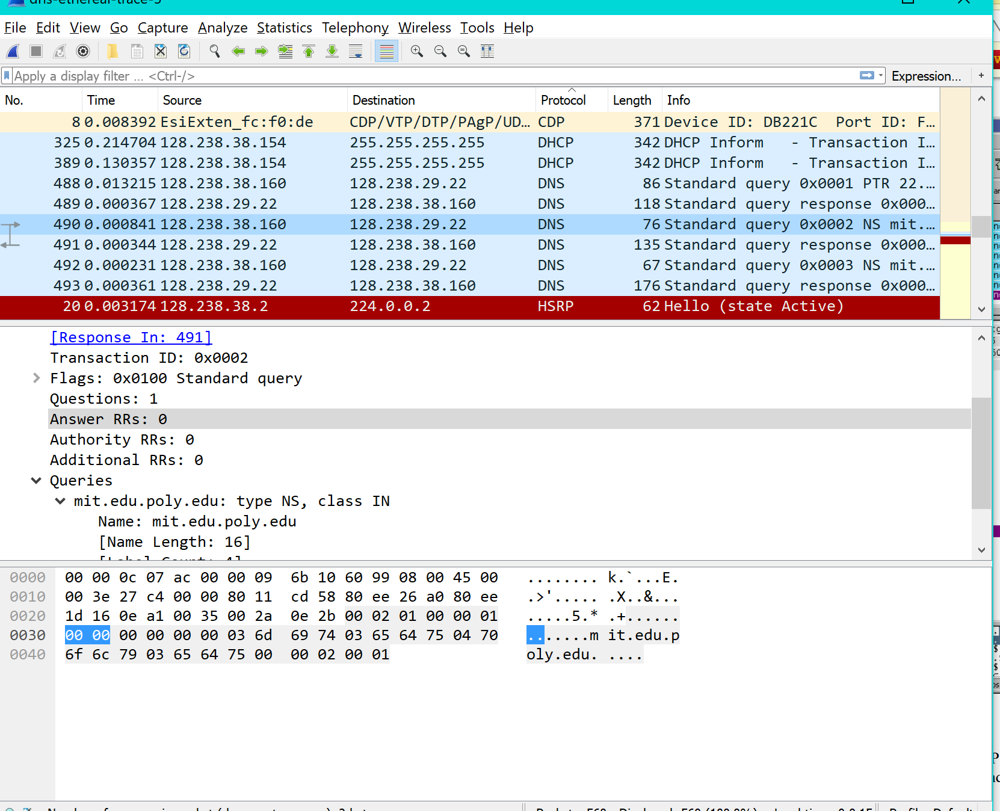 dns-ethereal-trace-3
File Edit View Go Capture Analyze Statistics Telephony Wireless Tools Help
Apply a display filter ... <Ctrl-/> Expression... +
No. Time Source Destination Protocol Length Info
8 0.008392 EsiExten_fc:f0:de CDP/VTP/DTP/PAgP/UD... CDP 371 Device ID: DB221C Port ID: F...
325 0.214704 128.238.38.154 255.255.255.255 DHCP 342 DHCP Inform - Transaction I...
389 0.130357 128.238.38.154 255.255.255.255 DHCP 342 DHCP Inform - Transaction I...
488 0.013215 128.238.38.160 128.238.29.22 DNS 86 Standard query 0x0001 PTR 22....
489 0.000367 128.238.29.22 128.238.38.160 DNS 118 Standard query response 0x000...
490 0.000841 128.238.38.160 128.238.29.22 DNS 76 Standard query 0x0002 NS mit....
491 0.000344 128.238.29.22 128.238.38.160 DNS 135 Standard query response 0x000...
492 0.000231 128.238.38.160 128.238.29.22 DNS 67 Standard query 0x0003 NS mit....
493 0.000361 128.238.29.22 128.238.38.160 DNS 176 Standard query response 0x000...
20 0.003174 128.238.38.2 224.0.0.2 HSRP 62 Hello (state Active)
[Response In: 491]
Transaction ID: 0x0002
Flags: 0x0100 Standard query
Questions: 1
Answer RRs: 0
Authority RRs: 0
Additional RRs: 0
Queries
mit.edu.poly.edu: type NS, class IN
Name: mit.edu.poly.edu
[Name Length: 16]
[Label Count: 4]
0000 00 00 0c 07 ac 00 00 09 6b 10 60 99 08 00 45 00 ........ k.`...E.
0010 00 3e 27 c4 00 00 80 11 cd 58 80 ee 26 a0 80 ee .>'..... .X..&...
0020 1d 16 0e a1 00 35 00 2a 0e 2b 00 02 01 00 00 01 .....5.* .+......
0030 00 00 00 00 00 00 03 6d 69 74 03 65 64 75 04 70 .......m it.edu.p
0040 6f 6c 79 03 65 64 75 00 00 02 00 01 oly.edu. ....